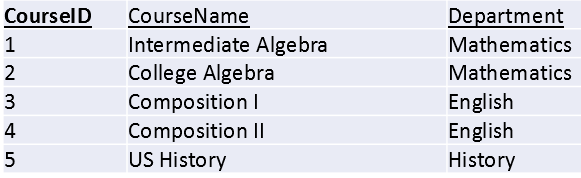 CourseID CourseName Department
1 Intermediate Algebra Mathematics
2 College Algebra Mathematics
3 Composition I English
4 Composition II English
5 US History History